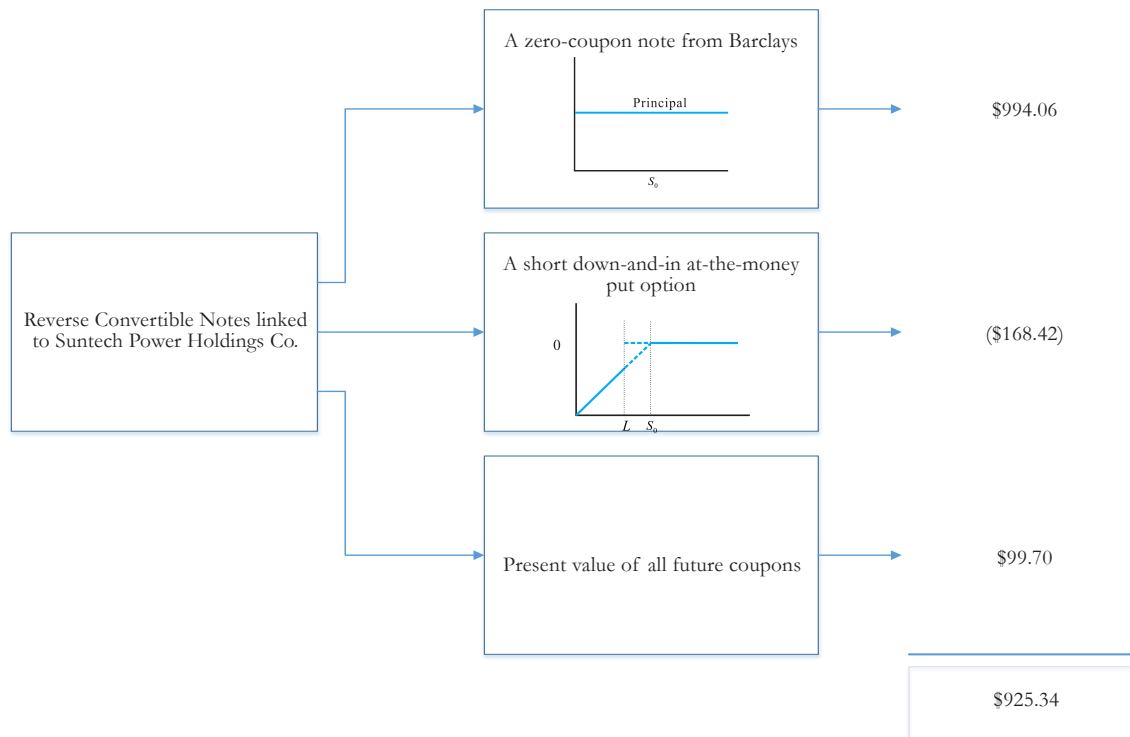 A zero-coupon note from Barclays
Principal
S₀
$994.06
Reverse Convertible Notes linked
to Suntech Power Holdings Co.
A short down-and-in at-the-money
put option
0
L S₀
($168.42)
Present value of all future coupons
$99.70
$925.34